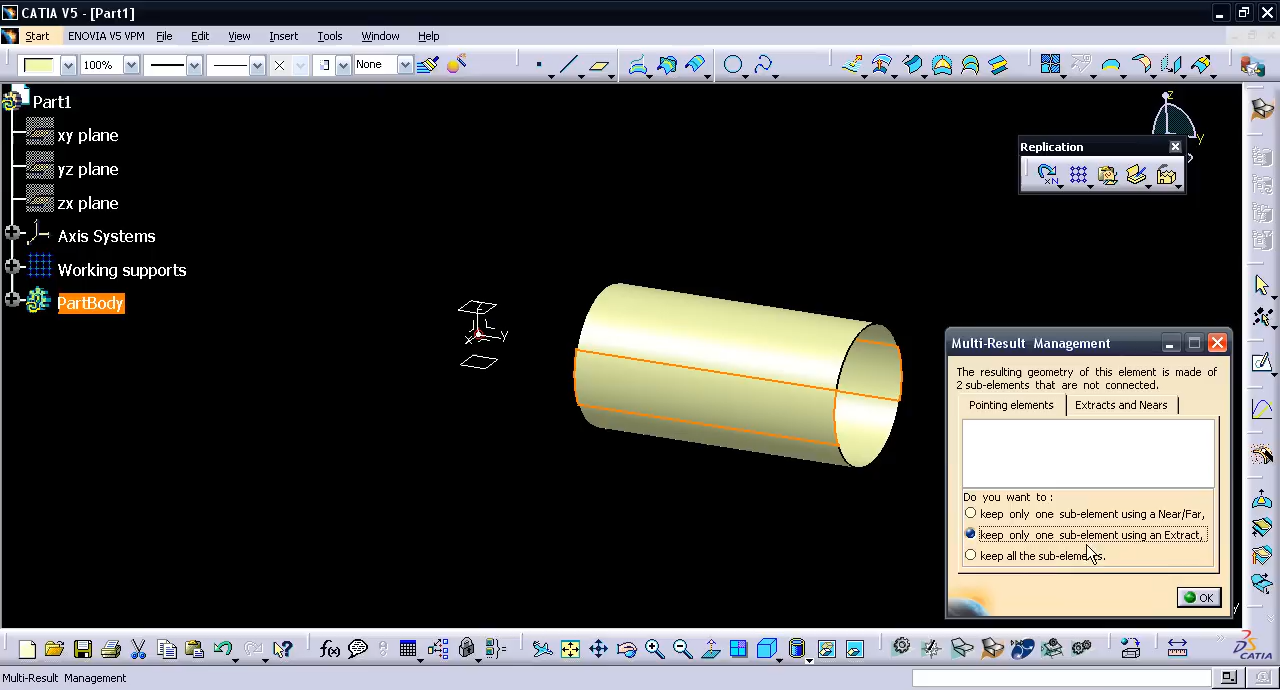 CATIA V5 - [Part1]
Start ENOVIA V5 VPM File Edit View Insert Tools Window Help
100% None
Part1
xy plane
yz plane
zx plane
Axis Systems
Working supports
PartBody
z
y
Replication
x y
Multi-Result Management
The resulting geometry of this element is made of
2 sub-elements that are not connected.
Pointing elements Extracts and Nears
Do you want to :
keep only one sub-element using a Near/Far,
keep only one sub-element using an Extract,
keep all the sub-elements.
OK
f(x)
CATIA
Multi-Result Management